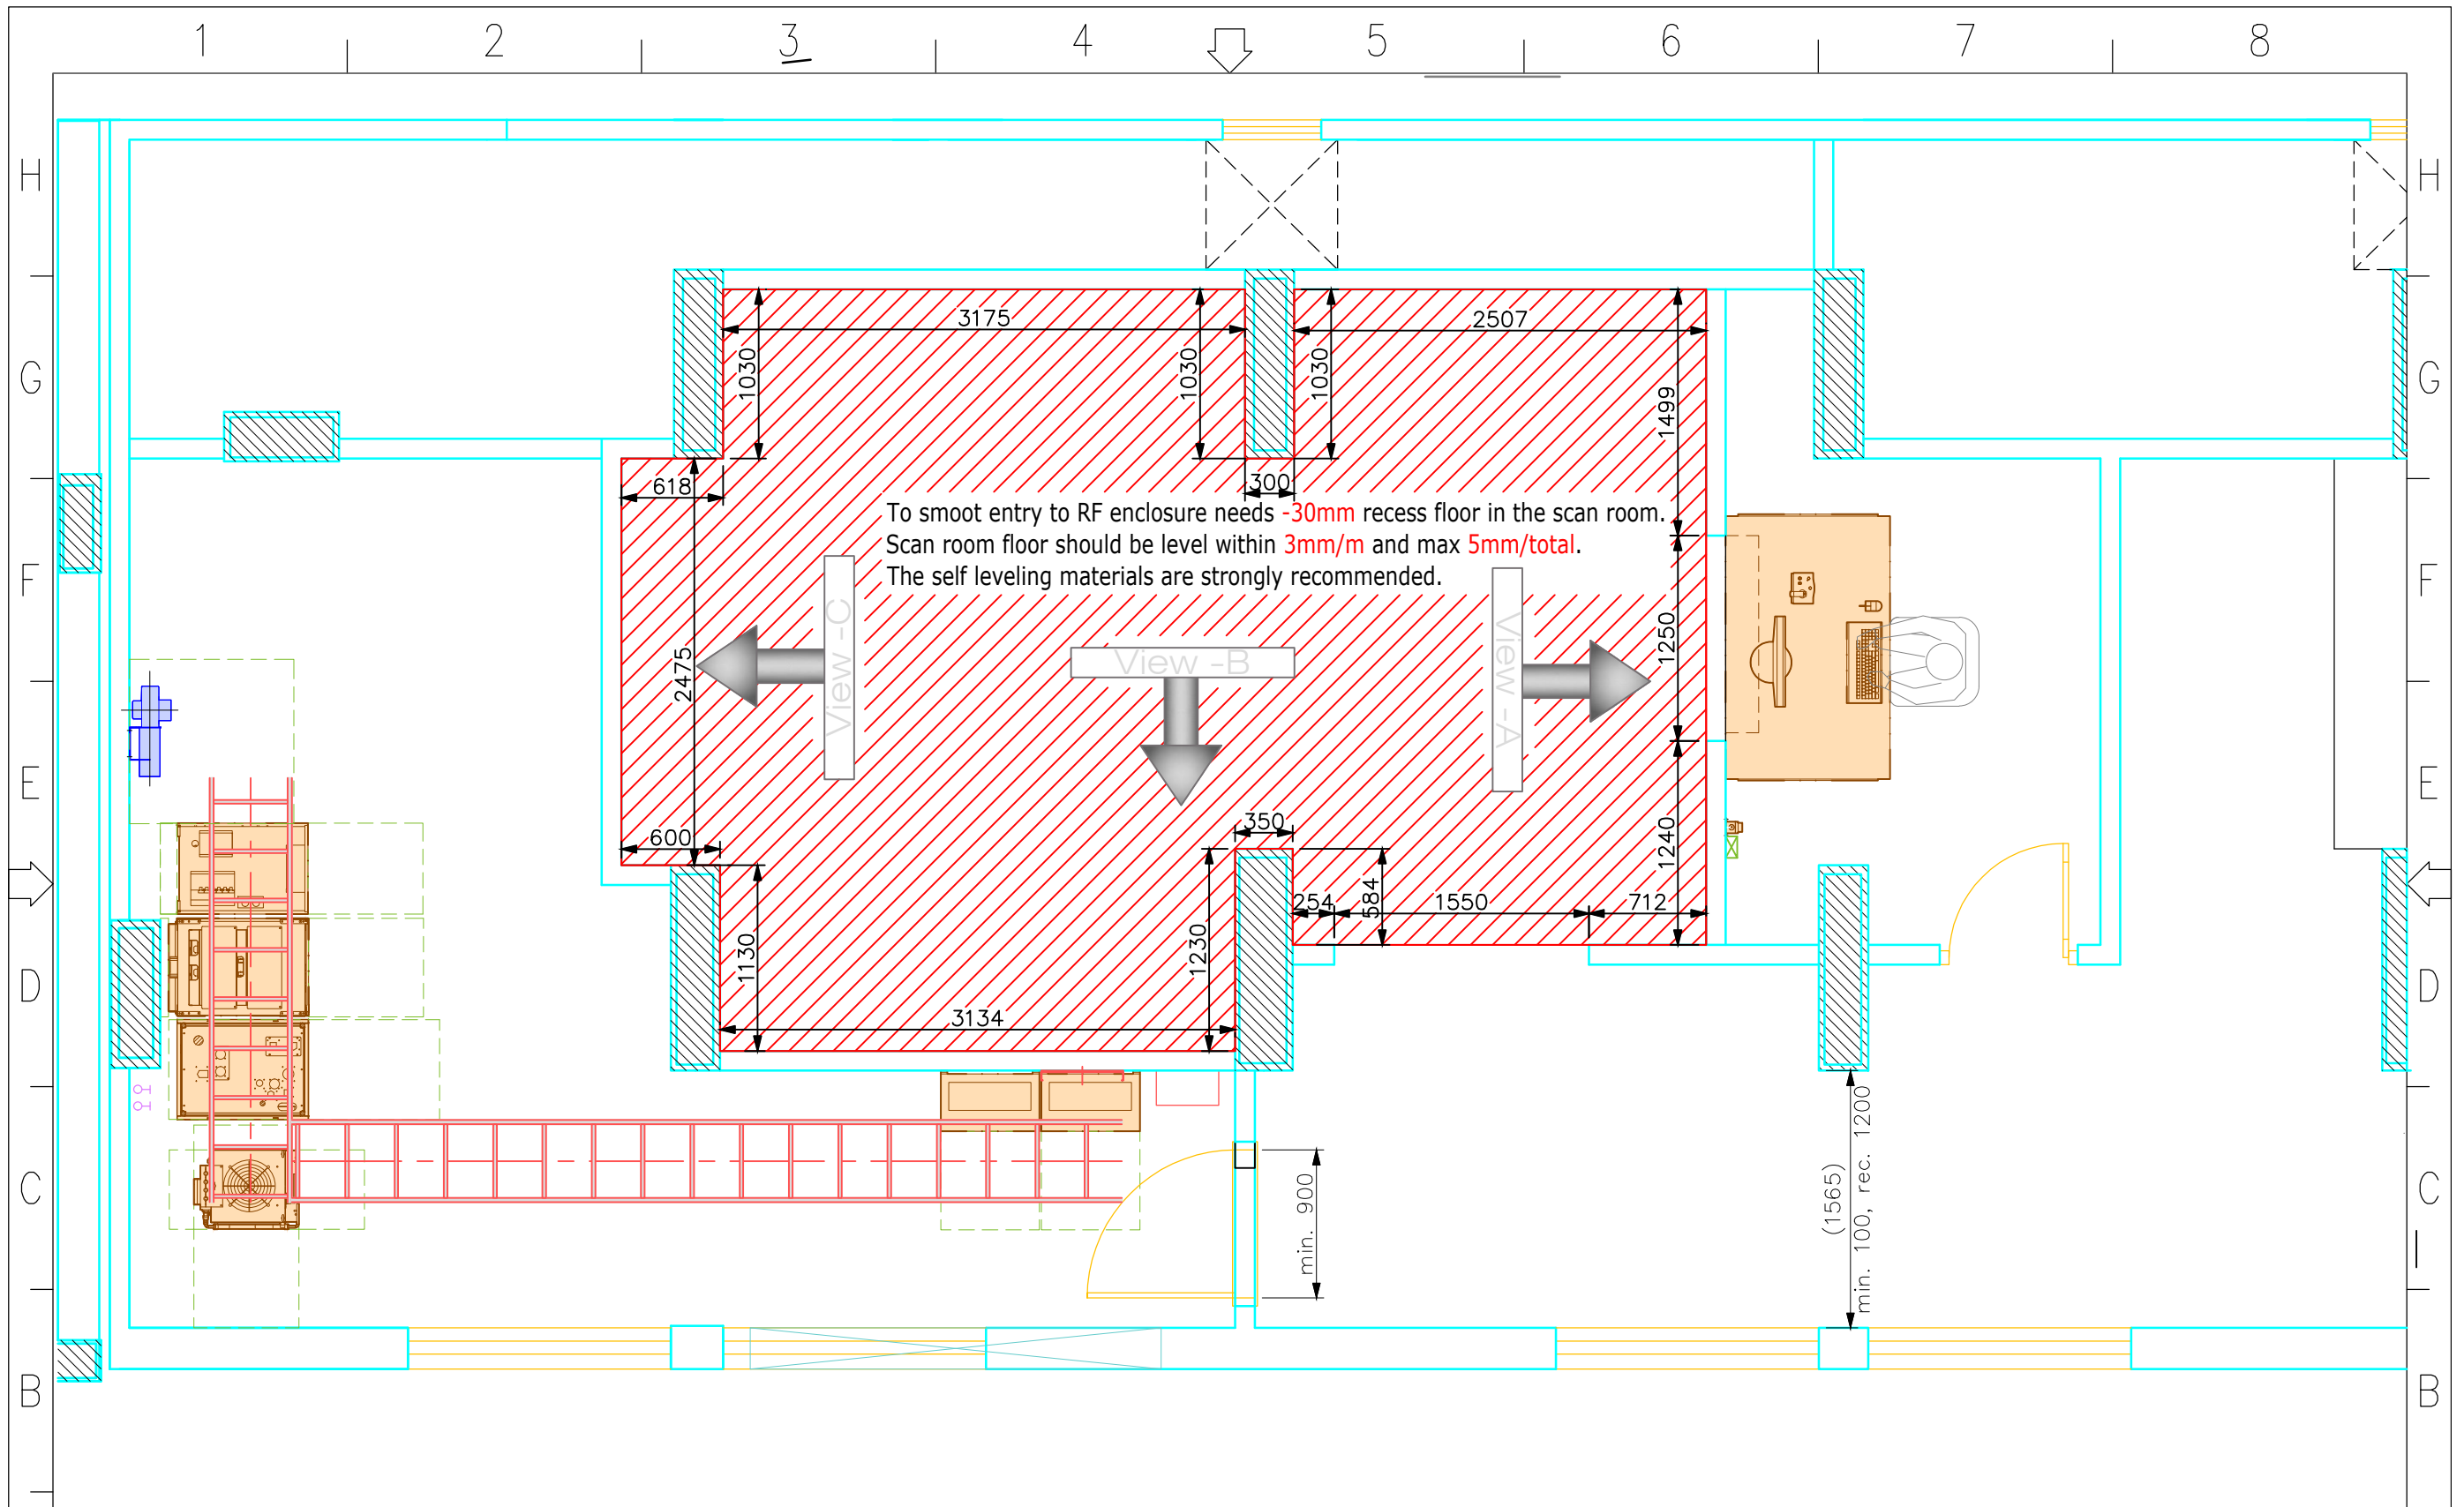 1 2 3 4 5 6 7 8
H H
3175 2507
1030 1030 1030
G G
1499
618 300
To smoot entry to RF enclosure needs -30mm recess floor in the scan room.
Scan room floor should be level within 3mm/m and max 5mm/total.
The self leveling materials are strongly recommended.
F F
View -C View -B View -A
2475 1250
E E
600 350 1240
254 584 1550 712
1130 1230
D D
3134
C C
min. 900
(1565)
min. 100, rec. 1200
B B